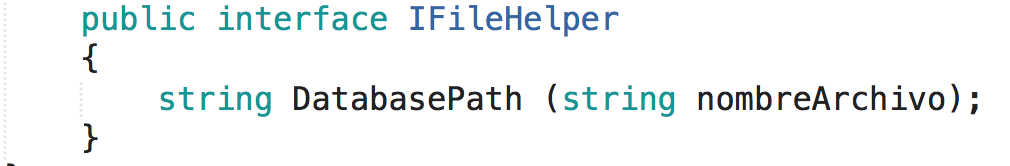 public interface IFileHelper
{
string DatabasePath (string nombreArchivo);
}